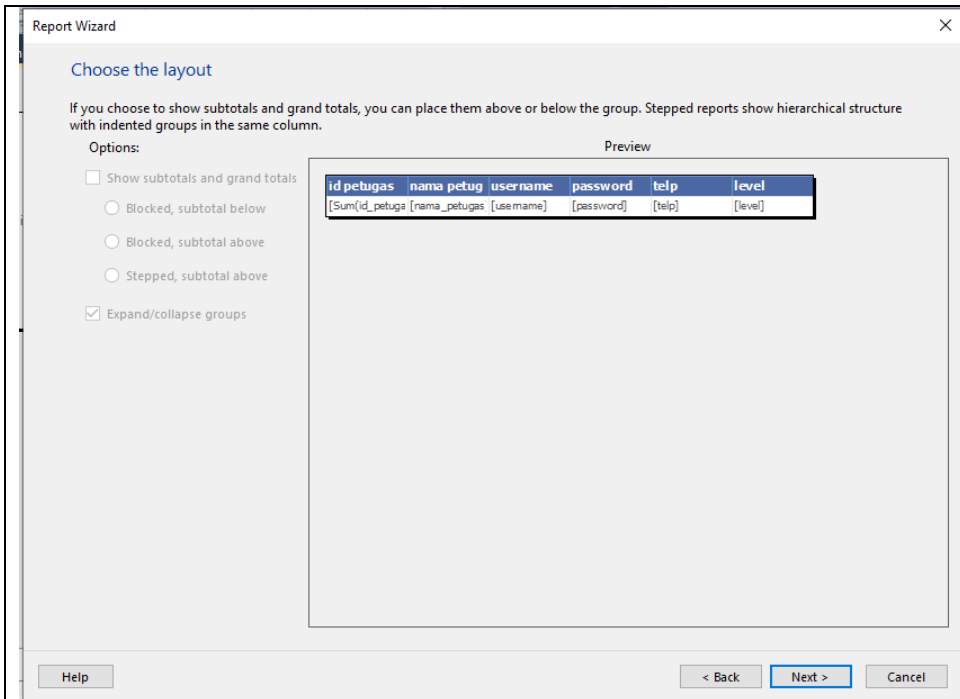 Report Wizard
Choose the layout
If you choose to show subtotals and grand totals, you can place them above or below the group. Stepped reports show hierarchical structure
with indented groups in the same column.
Options:
Preview
Show subtotals and grand totals
Blocked, subtotal below
Blocked, subtotal above
Stepped, subtotal above
Expand/collapse groups
id petugas nama petug username password telp level
[Sum(id_petuga [nama_petugas [username] [password] [telp] [level]
Help
< Back Next > Cancel